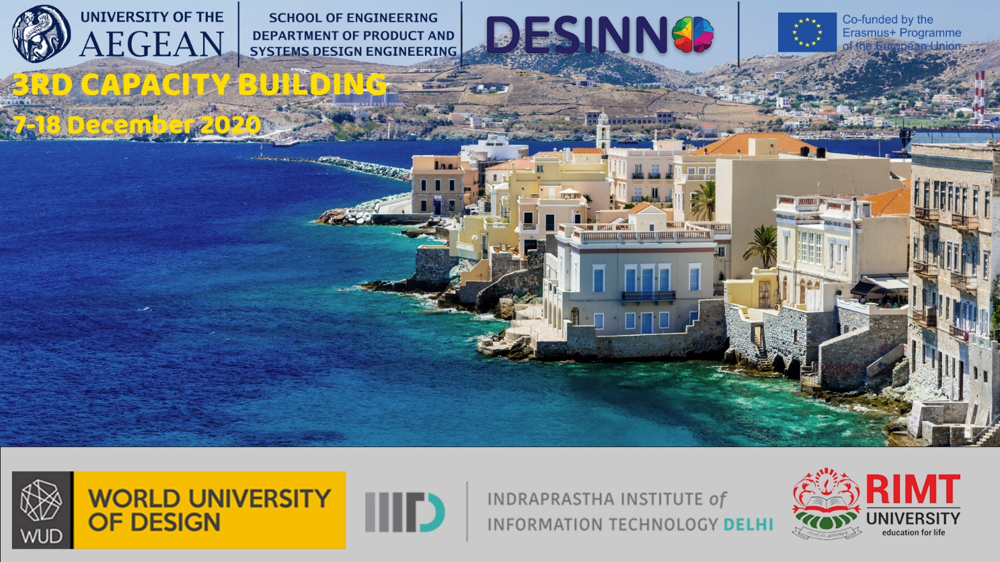 UNIVERSITY OF THE
AEGEAN
SCHOOL OF ENGINEERING
DEPARTMENT OF PRODUCT AND
SYSTEMS DESIGN ENGINEERING
DESINNO
Co-funded by the
Erasmus+ Programme
of the European Union
3RD CAPACITY BUILDING
7-18 December 2020
WUD
WORLD UNIVERSITY
OF DESIGN
IIITD
INDRAPRASTHA INSTITUTE of
INFORMATION TECHNOLOGY DELHI
RIMT
UNIVERSITY
education for life